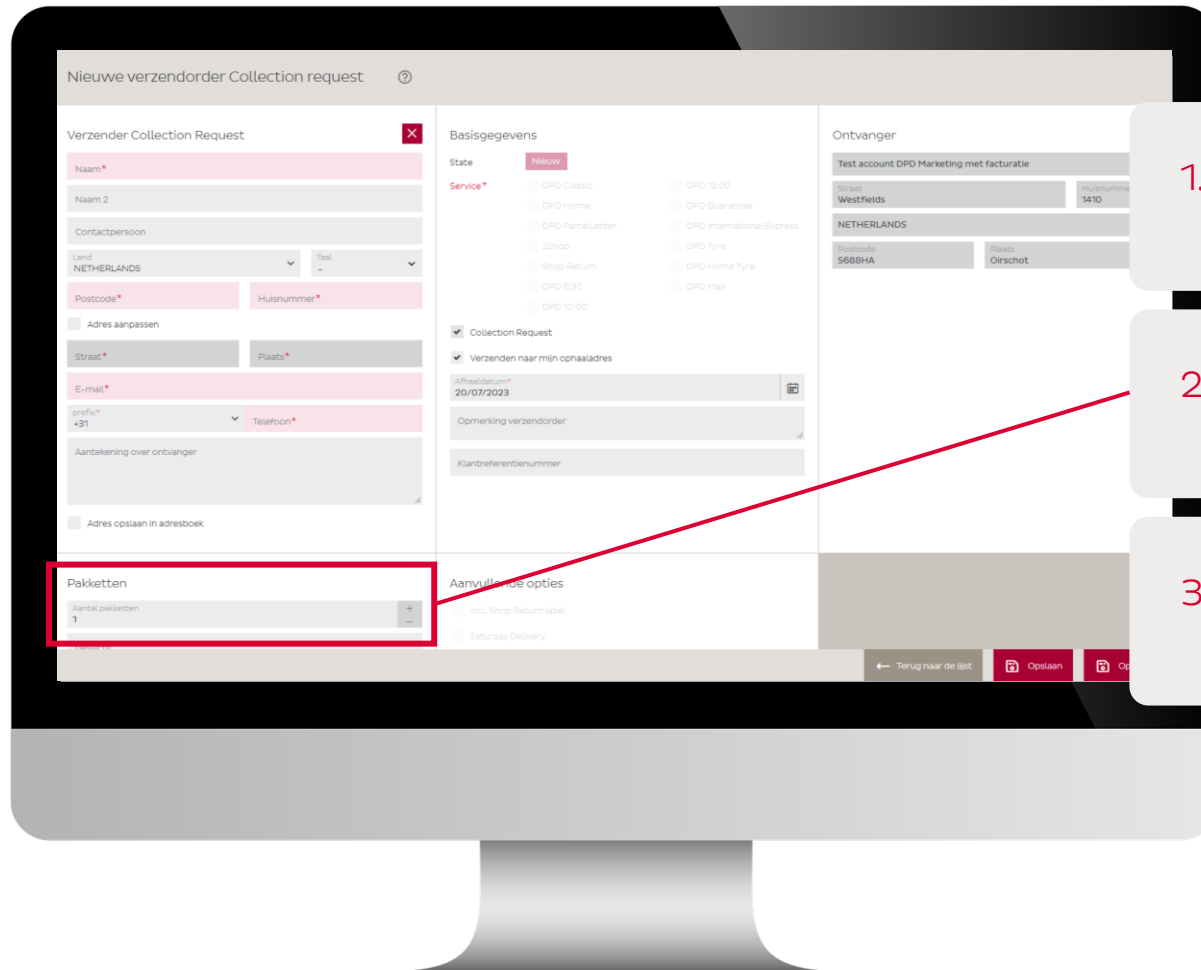 Nieuwe verzendorder Collection request
Verzender Collection Request
Naam*
Naam 2
Contactpersoon
Land
NETHERLANDS
Taal
-
Postcode*
Huisnummer*
Adres aanpassen
Straat*
Plaats*
E-mail*
prefix*
+31
Telefoon*
Aantekening over ontvanger
Adres opslaan in adresboek
Basisgegevens
State
Nieuw
Service*
DPD Classic
DPD 12:00
DPD Home
DPD Guarantee
DPD ParcelLetter
DPD International Express
2Shop
DPD Tyre
Shop Return
DPD Home Tyre
DPD 8:30
DPD Max
DPD 10:00
Collection Request
Verzenden naar mijn ophaaladres
Afhaaldatum*
20/07/2023
Opmerking verzendorder
Klantreferentienummer
Ontvanger
Test account DPD Marketing met facturatie
Straat
Westfields
Huisnumme
1410
NETHERLANDS
Postcode
5688HA
Plaats
Oirschot
Pakketten
Aantal pakketten
1
+
–
Aanvullende opties
incl. Shop Return label
Saturday Delivery
← Terug naar de lijst
Opslaan
Op
1.
2
3